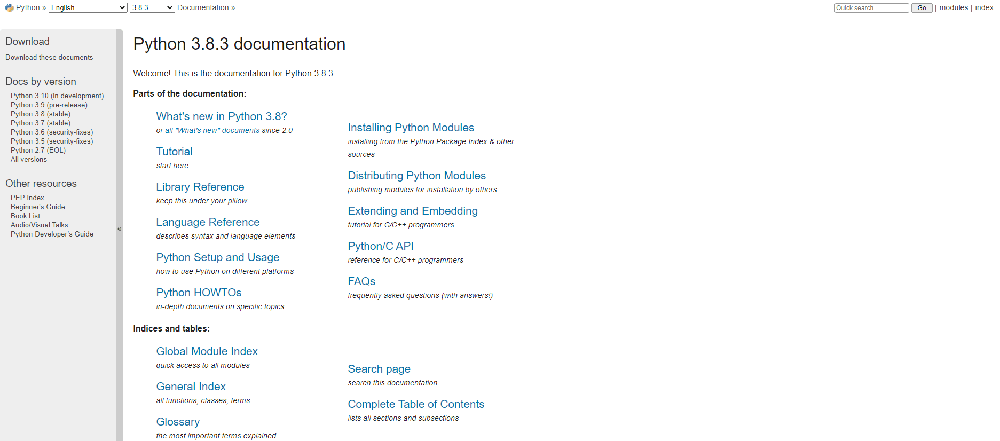 Python » English 3.8.3 Documentation » Quick search Go | modules | index
Download
Download these documents
Docs by version
Python 3.10 (in development)
Python 3.9 (pre-release)
Python 3.8 (stable)
Python 3.7 (stable)
Python 3.6 (security-fixes)
Python 3.5 (security-fixes)
Python 2.7 (EOL)
All versions
Other resources
PEP Index
Beginner's Guide
Book List
Audio/Visual Talks
Python Developer’s Guide
«
Python 3.8.3 documentation
Welcome! This is the documentation for Python 3.8.3.
Parts of the documentation:
What's new in Python 3.8?
or all "What's new" documents since 2.0
Tutorial
start here
Library Reference
keep this under your pillow
Language Reference
describes syntax and language elements
Python Setup and Usage
how to use Python on different platforms
Python HOWTOs
in-depth documents on specific topics
Installing Python Modules
installing from the Python Package Index & other
sources
Distributing Python Modules
publishing modules for installation by others
Extending and Embedding
tutorial for C/C++ programmers
Python/C API
reference for C/C++ programmers
FAQs
frequently asked questions (with answers!)
Indices and tables:
Global Module Index
quick access to all modules
General Index
all functions, classes, terms
Glossary
the most important terms explained
Search page
search this documentation
Complete Table of Contents
lists all sections and subsections